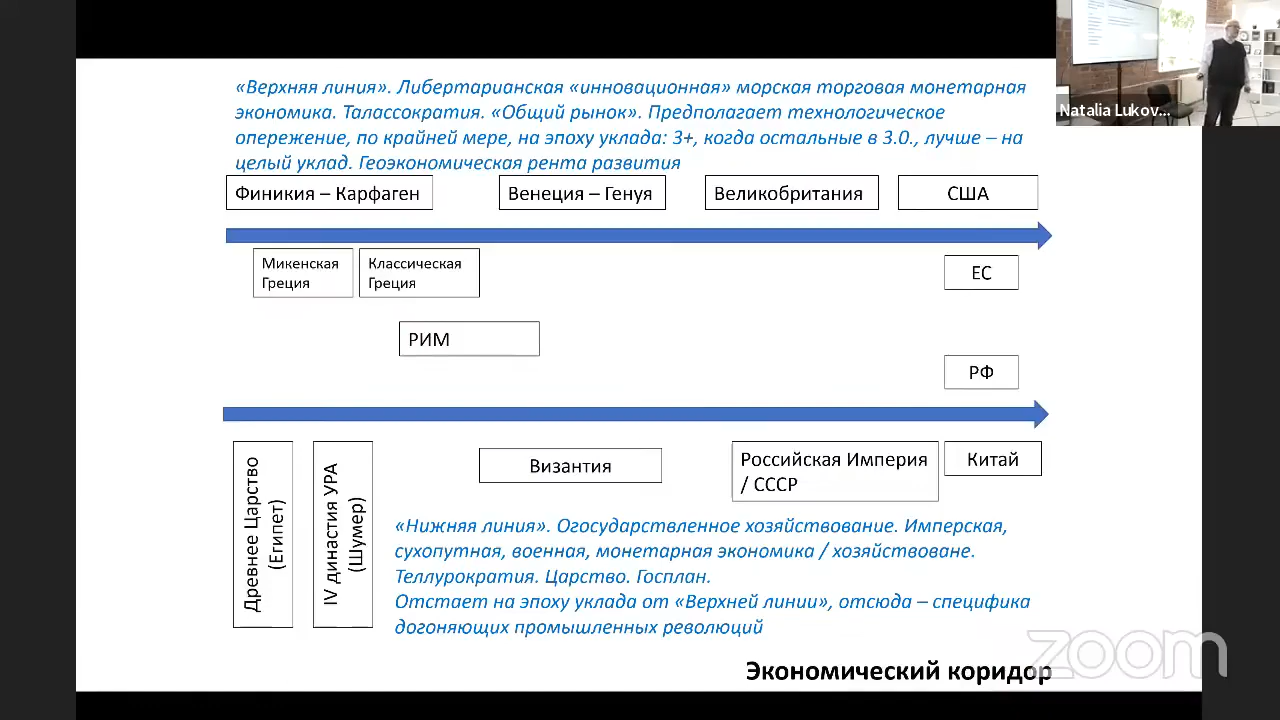 «Верхняя линия». Либертарианская «инновационная» морская торговая монетарная
экономика. Талассократия. «Общий рынок». Предполагает технологическое
опережение, по крайней мере, на эпоху уклада: 3+, когда остальные в 3.0., лучше – на
целый уклад. Геоэкономическая рента развития
Natalia Lukov...
Финикия – Карфаген
Венеция – Генуя
Великобритания
США
Микенская
Греция
Классическая
Греция
ЕС
РИМ
РФ
Древнее Царство
(Египет)
IV династия УРА
(Шумер)
Византия
Российская Империя
/ СССР
Китай
«Нижняя линия». Огосударствленное хозяйствование. Имперская,
сухопутная, военная, монетарная экономика / хозяйствоване.
Теллурократия. Царство. Госплан.
Отстает на эпоху уклада от «Верхней линии», отсюда – специфика
догоняющих промышленных революций
Экономический коридор
zoom